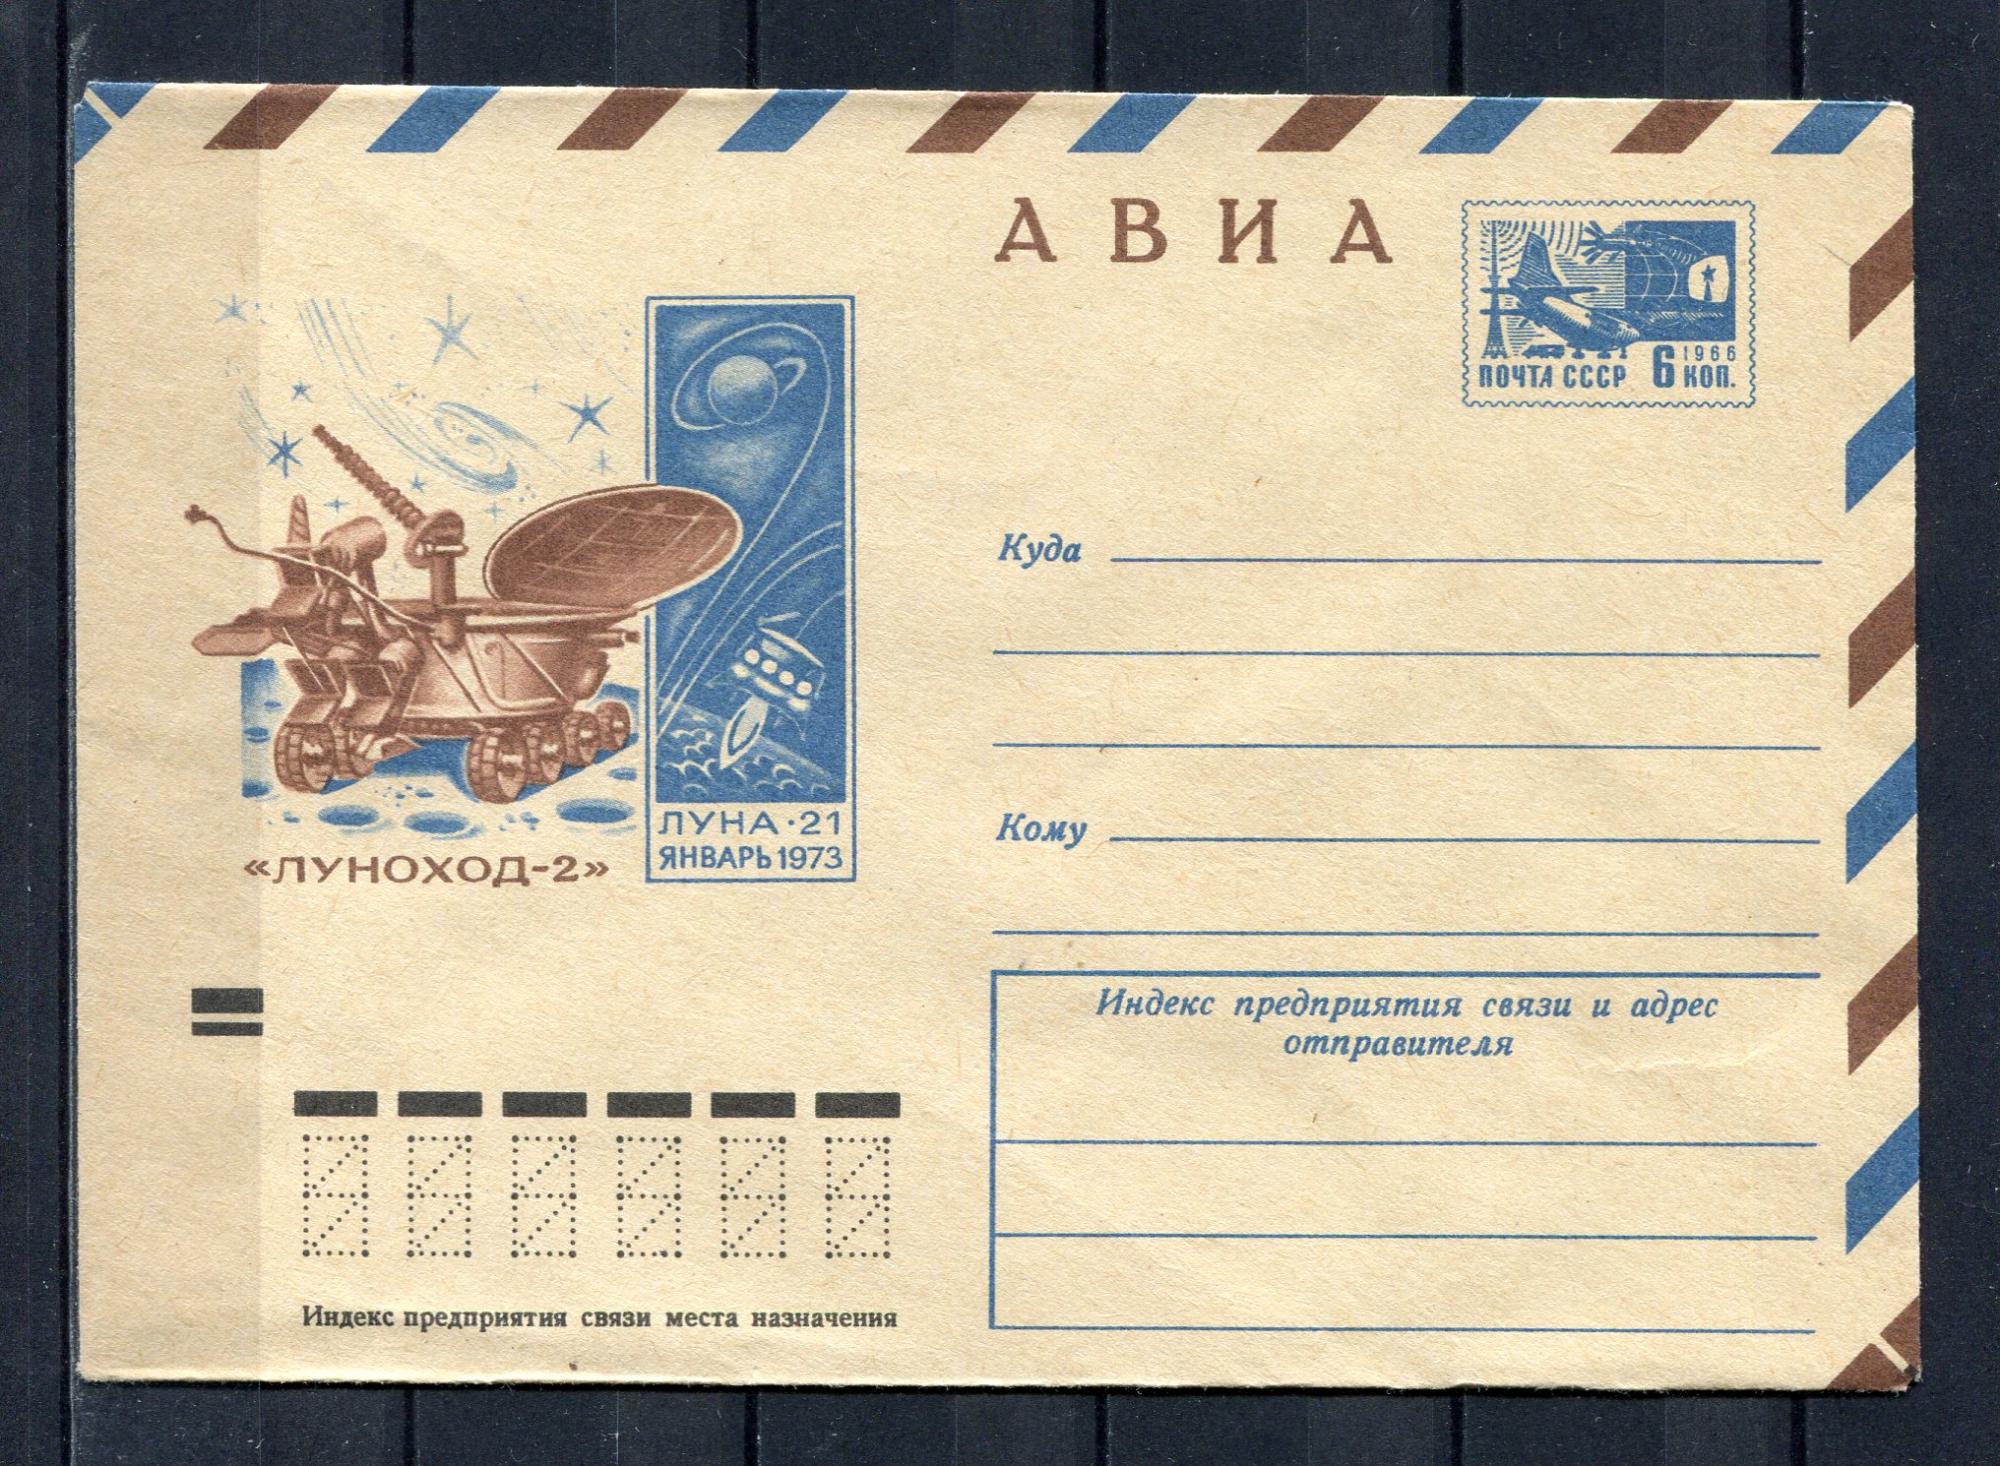 АВИА
1966
ПОЧТА СССР 6 КОП.
Куда
Кому
ЛУНА·21
ЯНВАРЬ 1973
«ЛУНОХОД-2»
Индекс предприятия связи и адрес
отправителя
Индекс предприятия связи места назначения